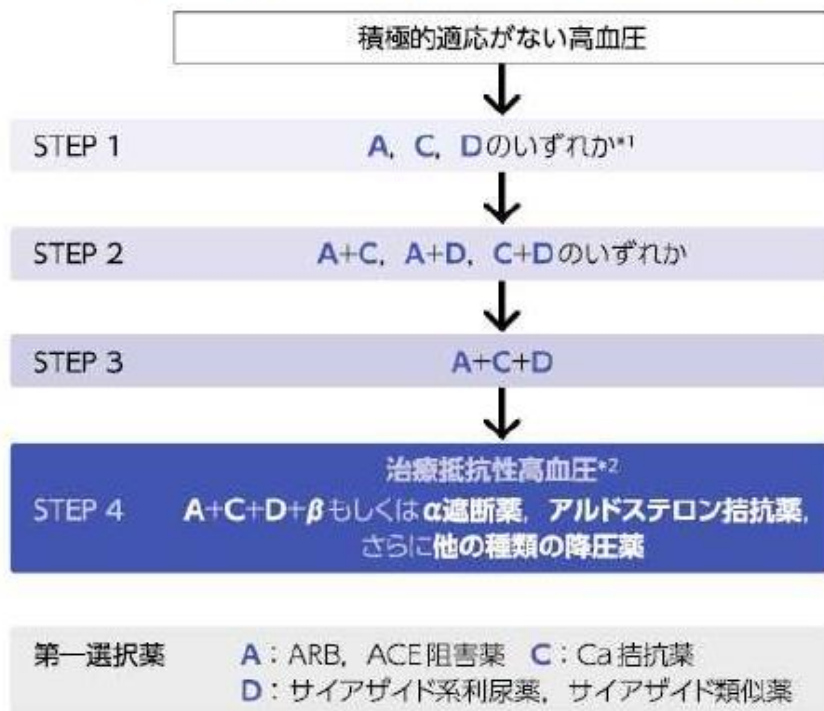 積極的適応がない高血圧
STEP 1 A, C, Dのいずれか*1
STEP 2 A+C, A+D, C+Dのいずれか
STEP 3 A+C+D
治療抵抗性高血圧*2
STEP 4 A+C+D+βもしくはα遮断薬, アルドステロン拮抗薬,
さらに他の種類の降圧薬
第一選択薬 A：ARB, ACE阻害薬 C：Ca拮抗薬
D：サイアザイド系利尿薬, サイアザイド類似薬